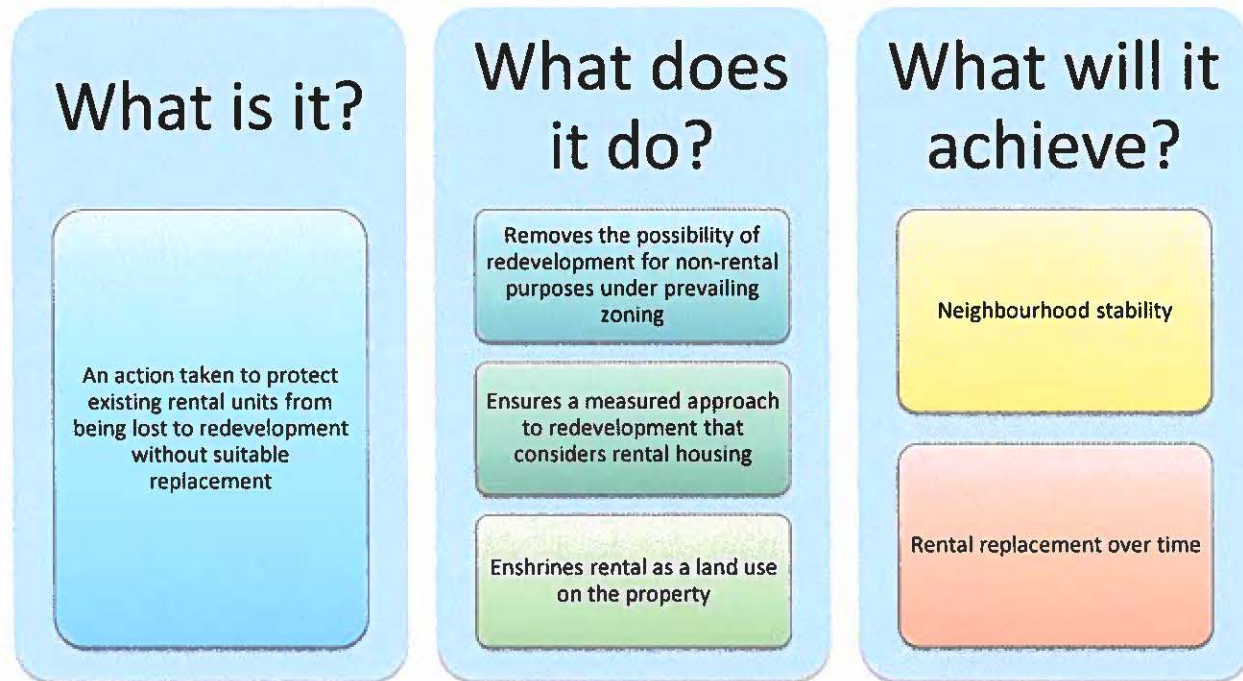 What is it?
An action taken to protect
existing rental units from
being lost to redevelopment
without suitable
replacement
What does
it do?
Removes the possibility of
redevelopment for non-rental
purposes under prevailing
zoning
Ensures a measured approach
to redevelopment that
considers rental housing
Enshrines rental as a land use
on the property
What will it
achieve?
Neighbourhood stability
Rental replacement over time